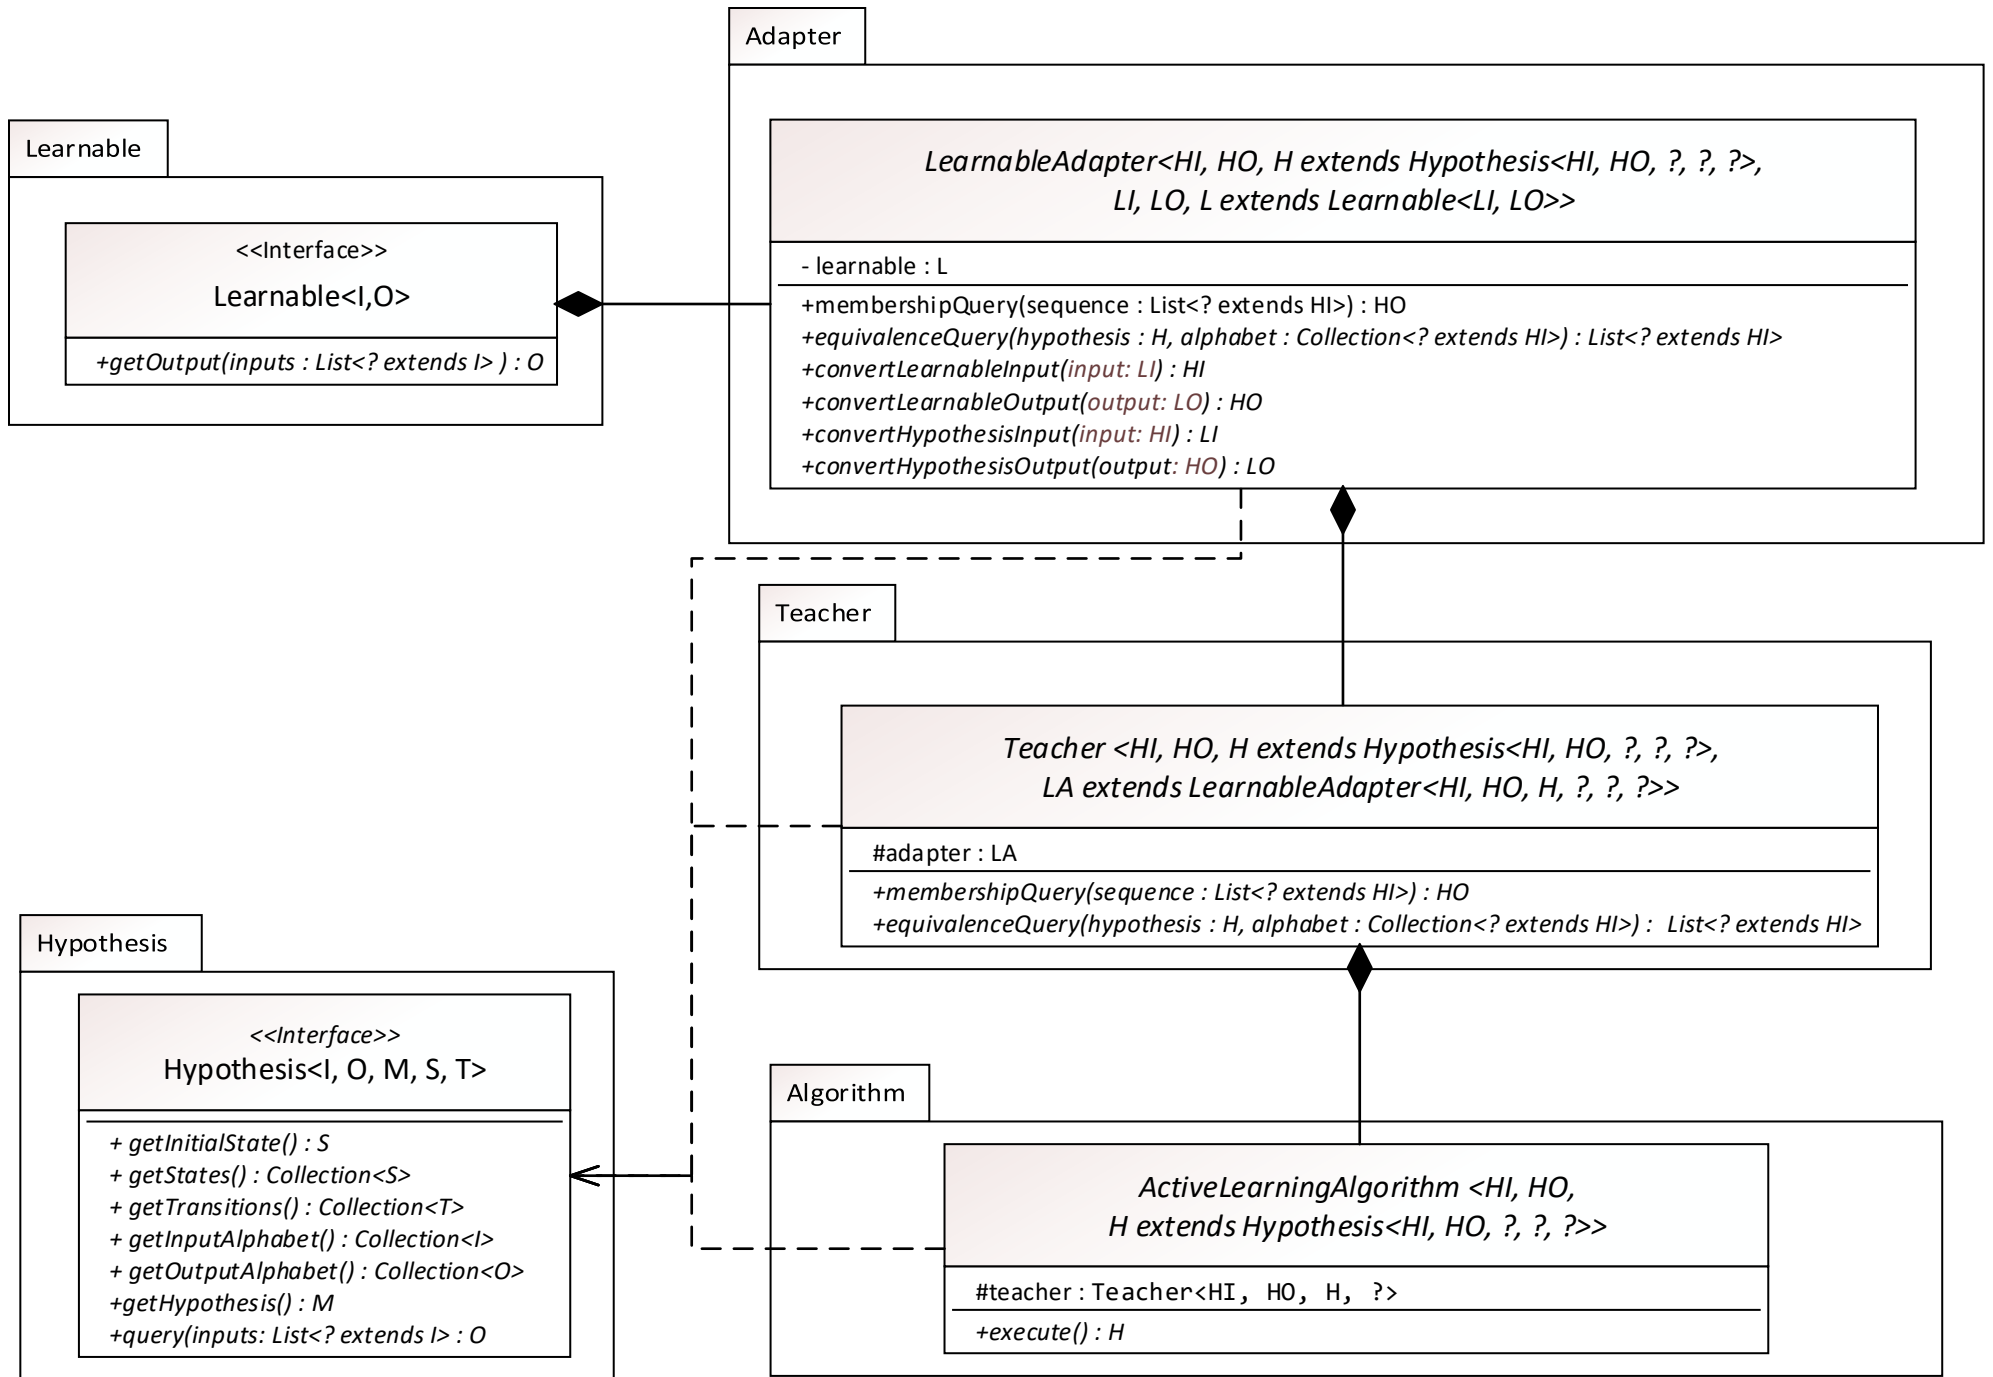 Adapter
LearnableAdapter<HI, HO, H extends Hypothesis<HI, HO, ?, ?, ?>,
LI, LO, L extends Learnable<LI, LO>>
- learnable : L
+membershipQuery(sequence : List<? extends HI>) : HO
+equivalenceQuery(hypothesis : H, alphabet : Collection<? extends HI>) : List<? extends HI>
+convertLearnableInput(input: LI) : HI
+convertLearnableOutput(output: LO) : HO
+convertHypothesisInput(input: HI) : LI
+convertHypothesisOutput(output: HO) : LO
Learnable
<<Interface>>
Learnable<I,O>
+getOutput(inputs : List<? extends I> ) : O
Teacher
Teacher <HI, HO, H extends Hypothesis<HI, HO, ?, ?, ?>,
LA extends LearnableAdapter<HI, HO, H, ?, ?, ?>>
#adapter : LA
+membershipQuery(sequence : List<? extends HI>) : HO
+equivalenceQuery(hypothesis : H, alphabet : Collection<? extends HI>) : List<? extends HI>
Hypothesis
<<Interface>>
Hypothesis<I, O, M, S, T>
+ getInitialState() : S
+ getStates() : Collection<S>
+ getTransitions() : Collection<T>
+ getInputAlphabet() : Collection<I>
+ getOutputAlphabet() : Collection<O>
+getHypothesis() : M
+query(inputs: List<? extends I> : O
Algorithm
ActiveLearningAlgorithm <HI, HO,
H extends Hypothesis<HI, HO, ?, ?, ?>>
#teacher : Teacher<HI, HO, H, ?>
+execute() : H